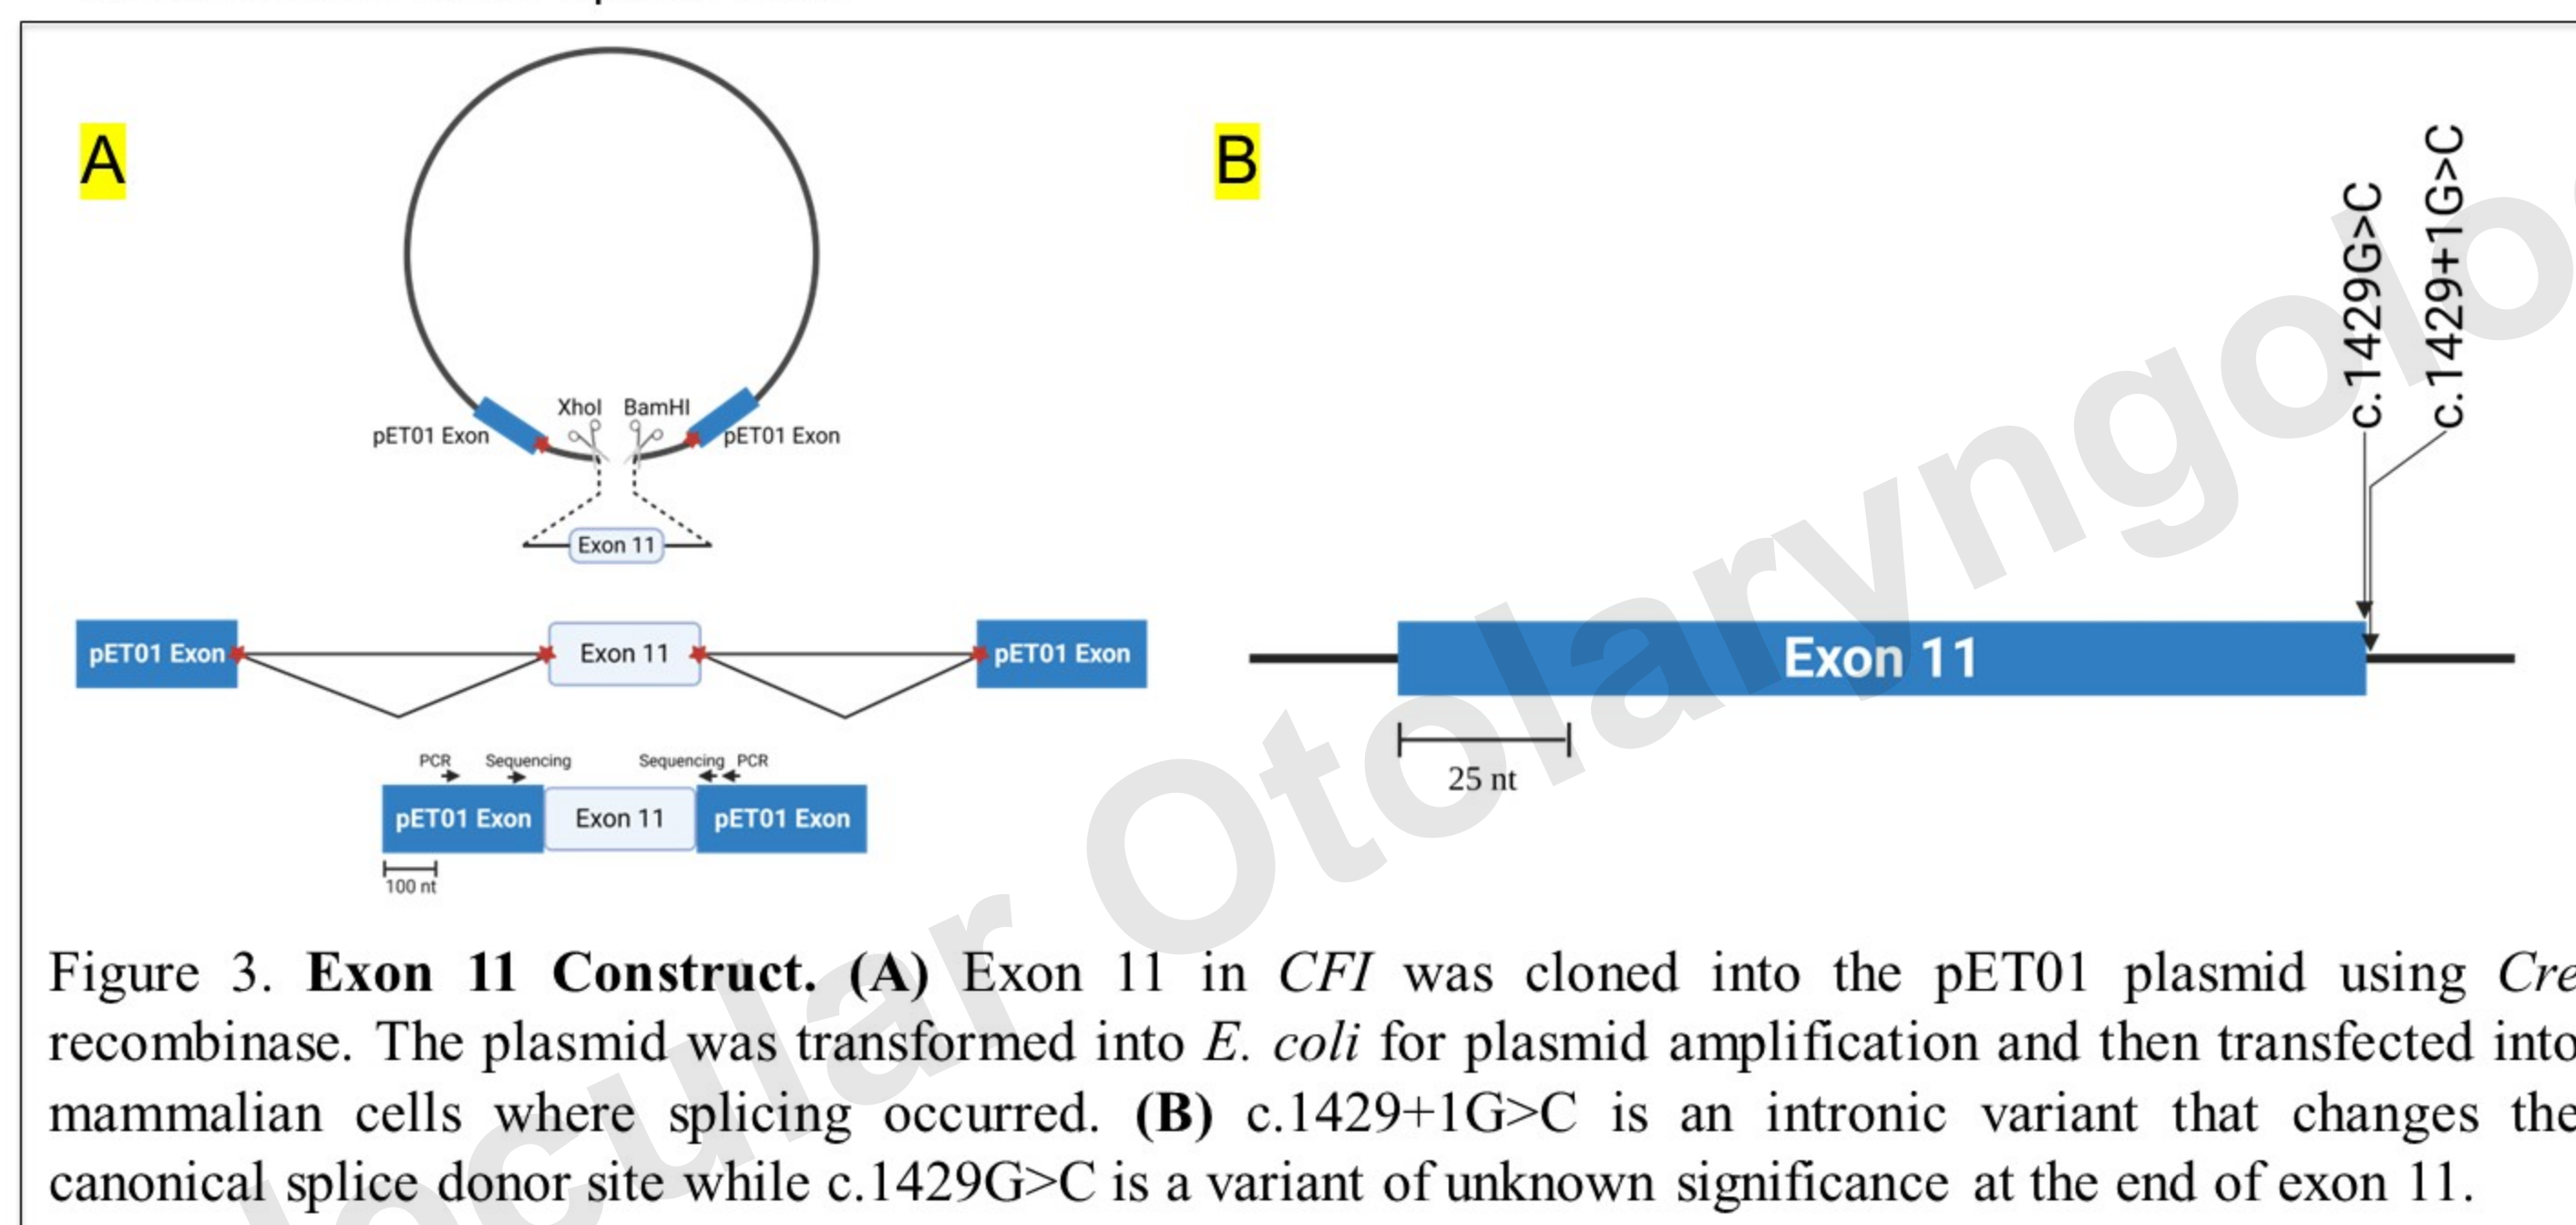 A
B
XhoI BamHI
pET01 Exon
pET01 Exon
Exon 11
pET01 Exon
Exon 11
pET01 Exon
PCR
Sequencing
Sequencing
PCR
pET01 Exon
Exon 11
pET01 Exon
100 nt
c.1429G>C
c.1429+1G>C
Exon 11
25 nt
Figure 3. Exon 11 Construct. (A) Exon 11 in CFI was cloned into the pET01 plasmid using Cre
recombinase. The plasmid was transformed into E. coli for plasmid amplification and then transfected into
mammalian cells where splicing occurred. (B) c.1429+1G>C is an intronic variant that changes the
canonical splice donor site while c.1429G>C is a variant of unknown significance at the end of exon 11.